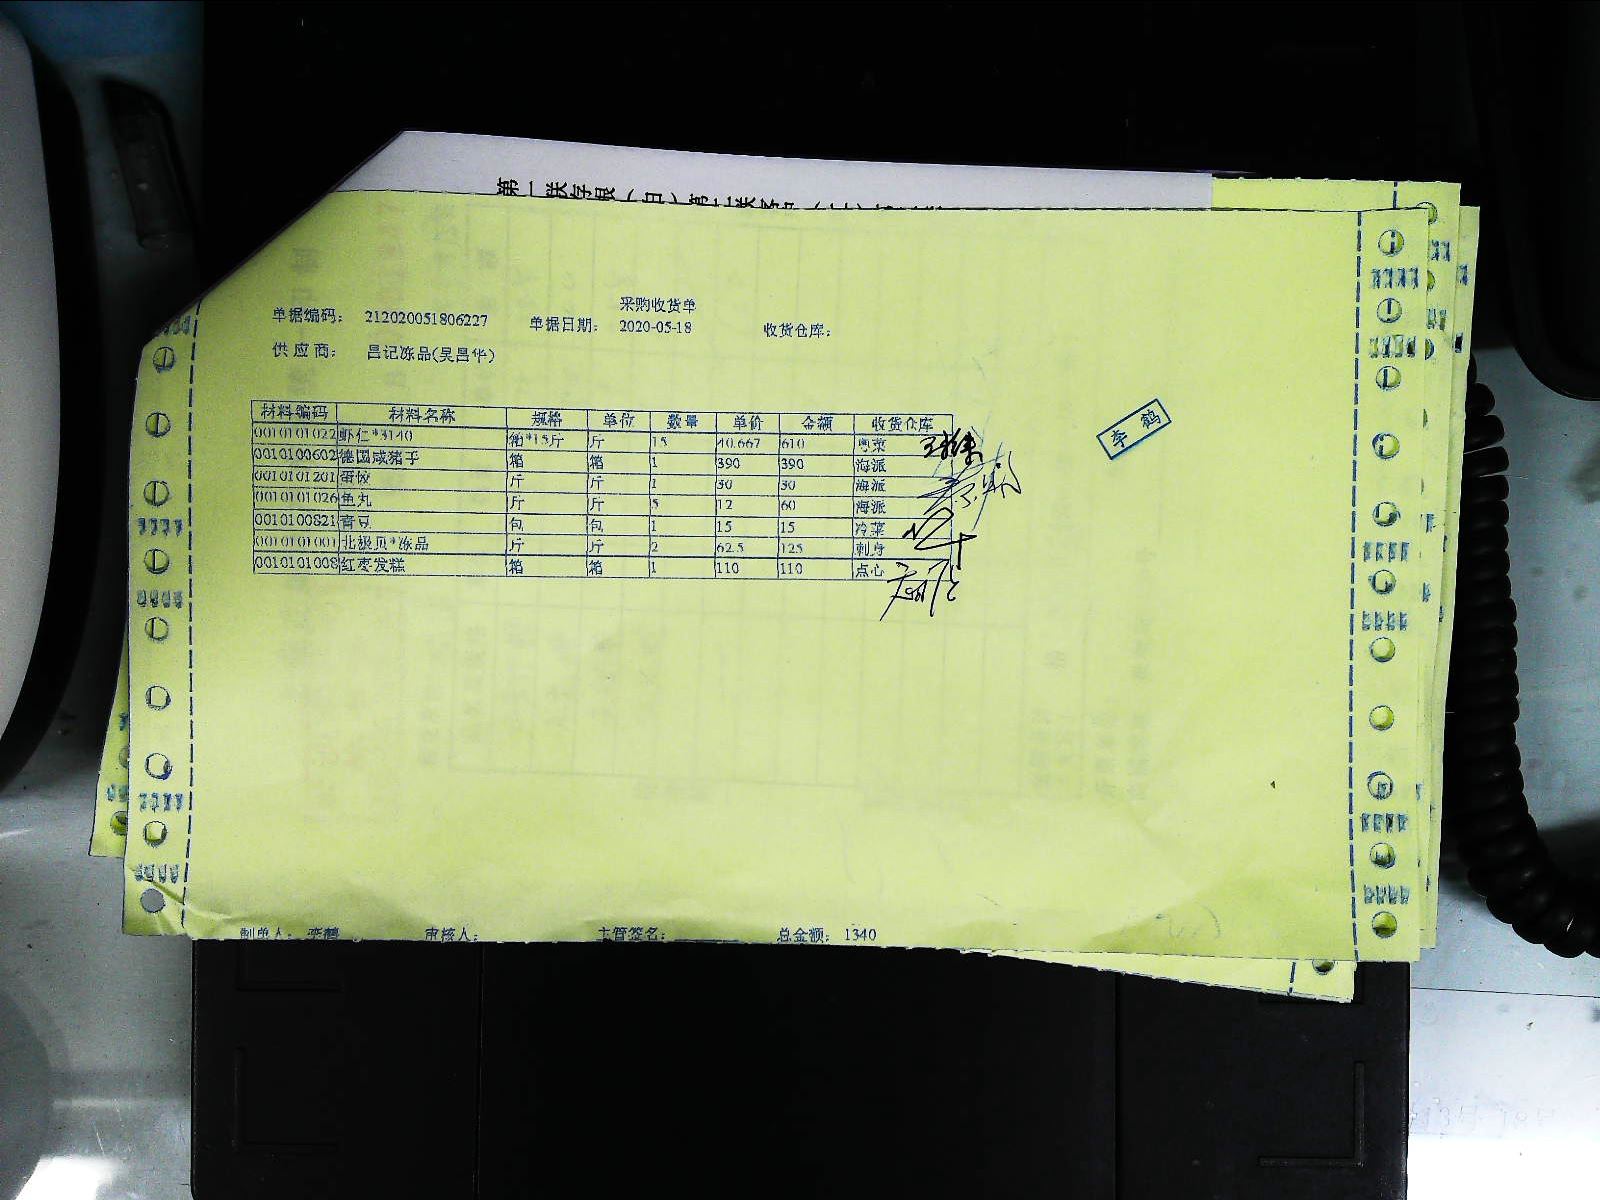 采购收货单
单据编码： 212020051806227 单据日期： 2020-05-18 收货仓库：
供应商： 昌记冻品(吴昌华)
材料编码 材料名称 规格 单位 数量 单价 金额 收货仓库
0010101022 虾仁*3140 箱*15斤 斤 15 40.667 610 粤菜
0010100602 德国咸猪手 箱 箱 1 390 390 海派
0010101201 蛋饺 斤 斤 1 30 30 海派
0010101026 鱼丸 斤 斤 5 12 60 海派
0010100821 青豆 包 包 1 15 15 冷菜
0010101001 北极贝*冻品 斤 斤 2 62.5 125 刺身
0010101008 红枣发糕 箱 箱 1 110 110 点心
李鹤
制单人： 李鹤 审核人： 主管签名： 总金额： 1340